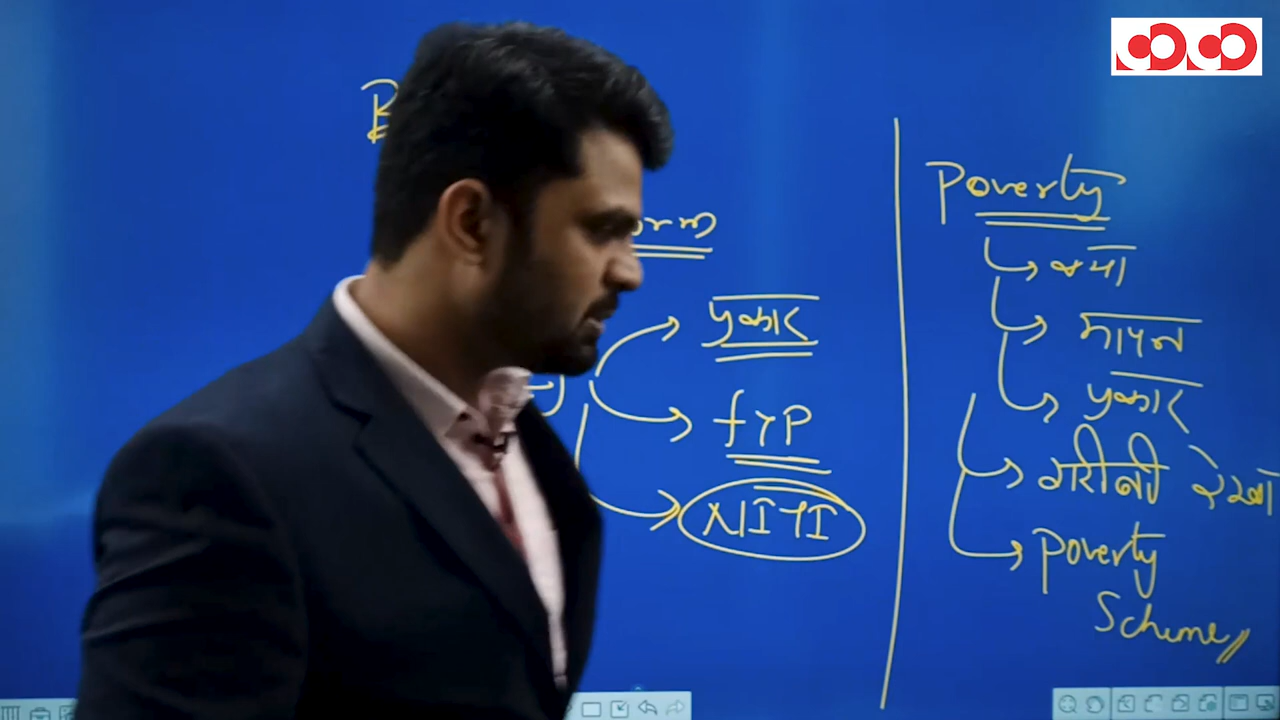 Poverty
क्या
मापन
प्रकार
गरीबी रेखा
Poverty
Scheme
प्रकार
FYP
NITI